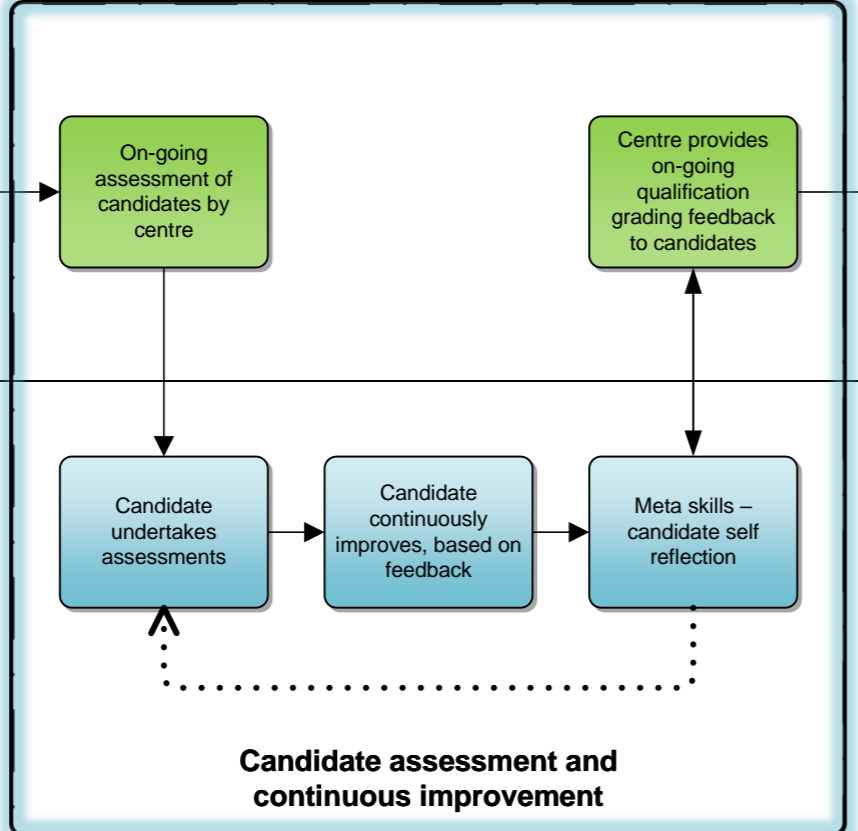 On-going
assessment of
candidates by
centre
Centre provides
on-going
qualification
grading feedback
to candidates
Candidate
undertakes
assessments
Candidate
continuously
improves, based on
feedback
Meta skills –
candidate self
reflection
Candidate assessment and
continuous improvement